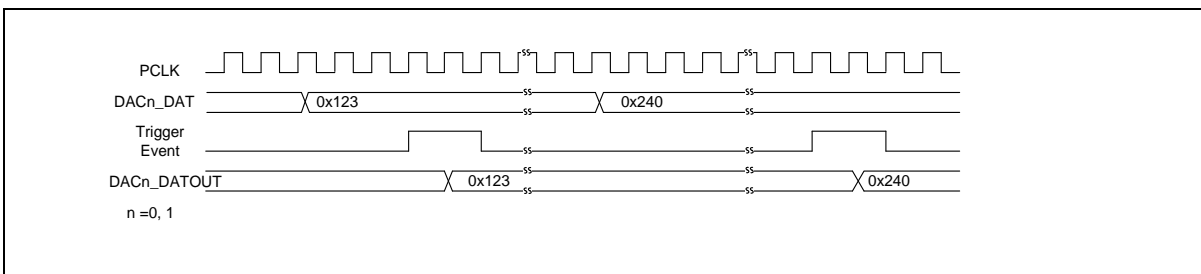 PCLK
DACn_DAT
0x123
0x240
Trigger
Event
DACn_DATOUT
0x123
0x240
n =0, 1